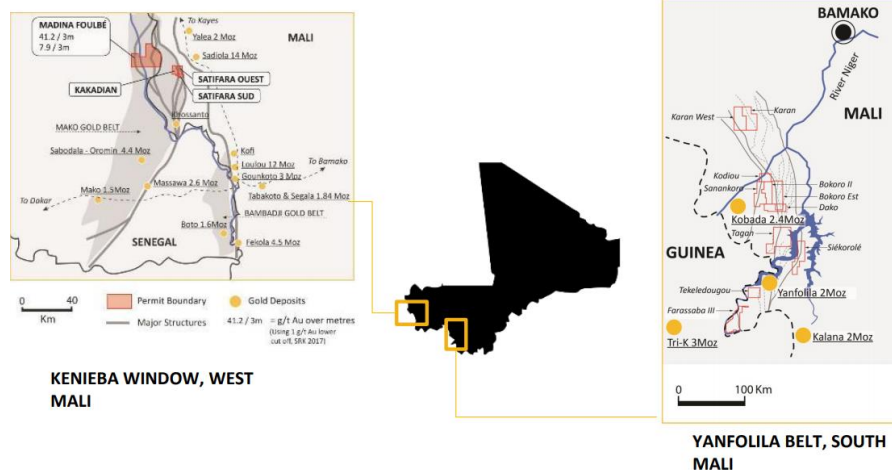 MADINA FOULBÉ
41.2 / 3m
7.9 / 3m
To Kayes
Yalea 2 Moz
MALI
Sadiola 14 Moz
KAKADIAN
SATIFARA OUEST
SATIFARA SUD
Khossanto
MAKO GOLD BELT
Sabodala - Oromin 4.4 Moz
Kofi
Loulou 12 Moz
Gounkoto 3 Moz
To Bamako
Massawa 2.6 Moz
Mako 1.5Moz
Tabakoto & Segala 1.84 Moz
To Dakar
BAMBADJI GOLD BELT
Boto 1.6Moz
SENEGAL
Fekola 4.5 Moz
0 40
Km
Permit Boundary
Gold Deposits
Major Structures
41.2 / 3m = g/t Au over metres
(Using 1 g/t Au lower
cut off, SRK 2017)
KENIEBA WINDOW, WEST
MALI
BAMAKO
River Niger
Karan
Karan West
MALI
Kodiou
Sanankoro
Bokoro II
Bokoro Est
Dako
Kobada 2.4Moz
Tagan
GUINEA
Siékorolé
Tekeledougou
Yanfolila 2Moz
Farassaba III
Tri-K 3Moz
Kalana 2Moz
0 100 Km
YANFOLILA BELT, SOUTH
MALI